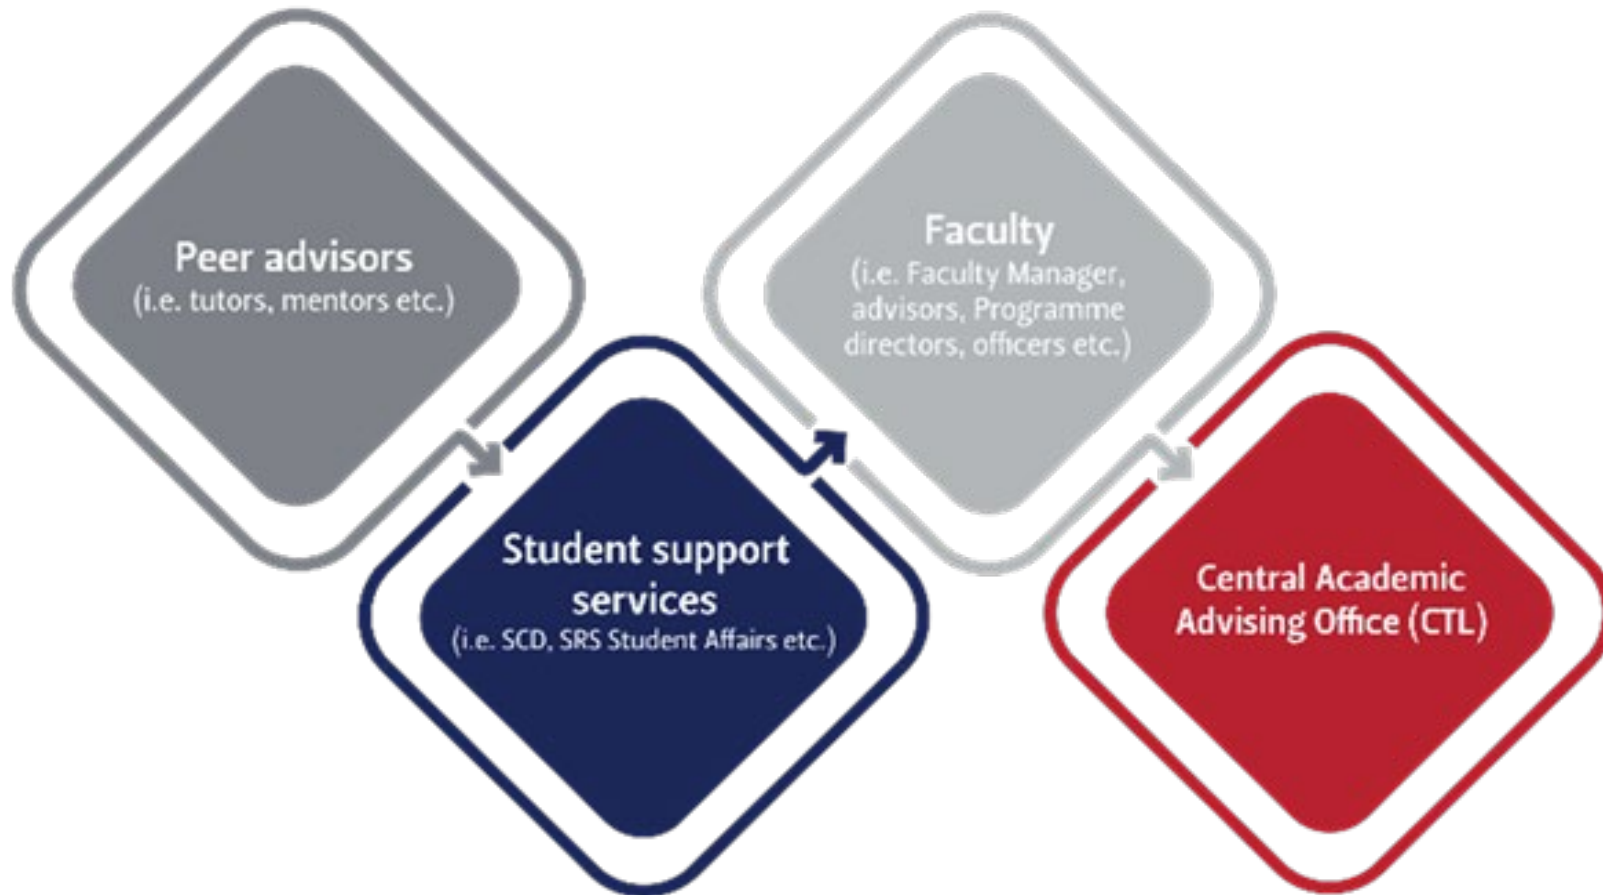 Peer advisors
(i.e. tutors, mentors etc.)
Student support
services
(i.e. SCD, SRS Student Affairs etc.)
Faculty
(i.e. Faculty Manager,
advisors, Programme
directors, officers etc.)
Central Academic
Advising Office (CTL)